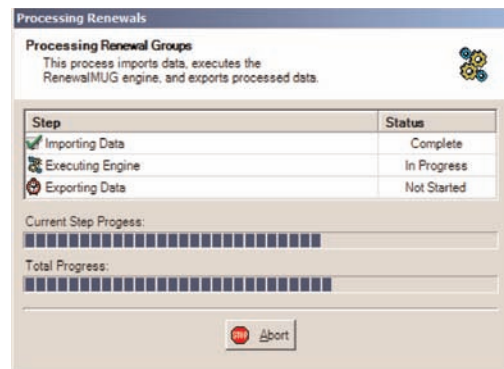 Processing Renewals
Processing Renewal Groups
This process imports data, executes the
RenewalMUG engine, and exports processed data.
Step Status
Importing Data Complete
Executing Engine In Progress
Exporting Data Not Started
Current Step Progess:
Total Progress:
STOP Abort